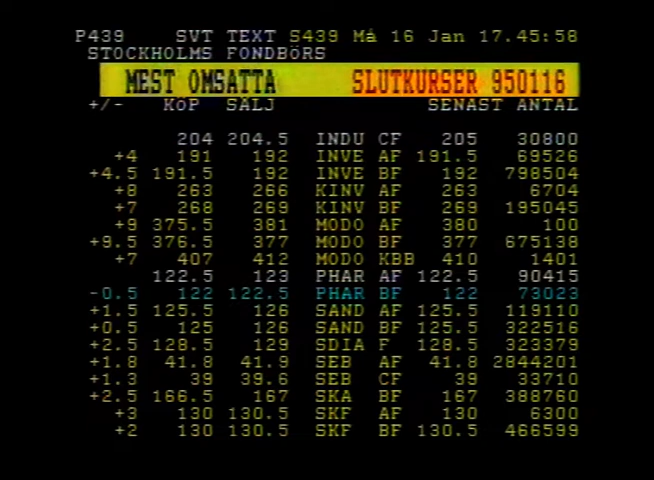 P439 SVT TEXT S439 Må 16 Jan 17.45:58
STOCKHOLMS FONDBÖRS
MEST OMSATTA SLUTKURSER 950116
+/- KÖP SÄLJ SENAST ANTAL
204 204.5 INDU CF 205 30800
+4 191 192 INVE AF 191.5 69526
+4.5 191.5 192 INVE BF 192 798504
+8 263 266 KINV AF 263 6704
+7 268 269 KINV BF 269 195045
+9 375.5 381 MODO AF 380 100
+9.5 376.5 377 MODO BF 377 675138
+7 407 412 MODO KBB 410 1401
122.5 123 PHAR AF 122.5 90415
-0.5 122 122.5 PHAR BF 122 73023
+1.5 125.5 126 SAND AF 125.5 119110
+0.5 125 126 SAND BF 125.5 322516
+2.5 128.5 129 SDIA F 128.5 323379
+1.8 41.8 41.9 SEB AF 41.8 2844201
+1.3 39 39.6 SEB CF 39 33710
+2.5 166.5 167 SKA BF 167 388760
+3 130 130.5 SKF AF 130 6300
+2 130 130.5 SKF BF 130.5 466599